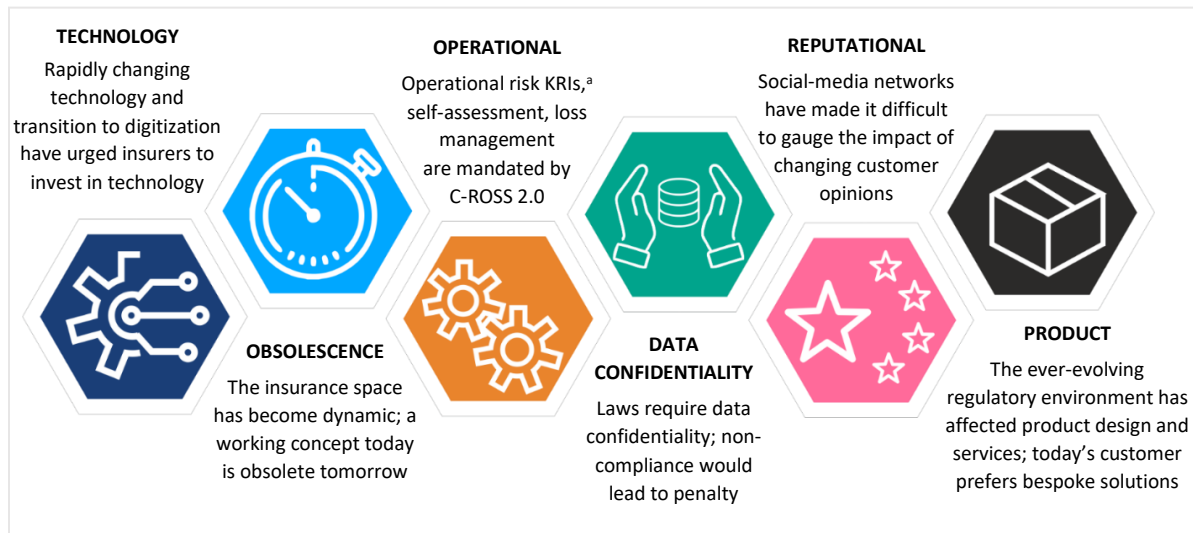 TECHNOLOGY
Rapidly changing
technology and
transition to digitization
have urged insurers to
invest in technology
OBSOLESCENCE
The insurance space
has become dynamic; a
working concept today
is obsolete tomorrow
OPERATIONAL
Operational risk KRIs,ᵃ
self-assessment, loss
management
are mandated by
C-ROSS 2.0
DATA
CONFIDENTIALITY
Laws require data
confidentiality; non-
compliance would
lead to penalty
REPUTATIONAL
Social-media networks
have made it difficult
to gauge the impact of
changing customer
opinions
PRODUCT
The ever-evolving
regulatory environment has
affected product design and
services; today’s customer
prefers bespoke solutions